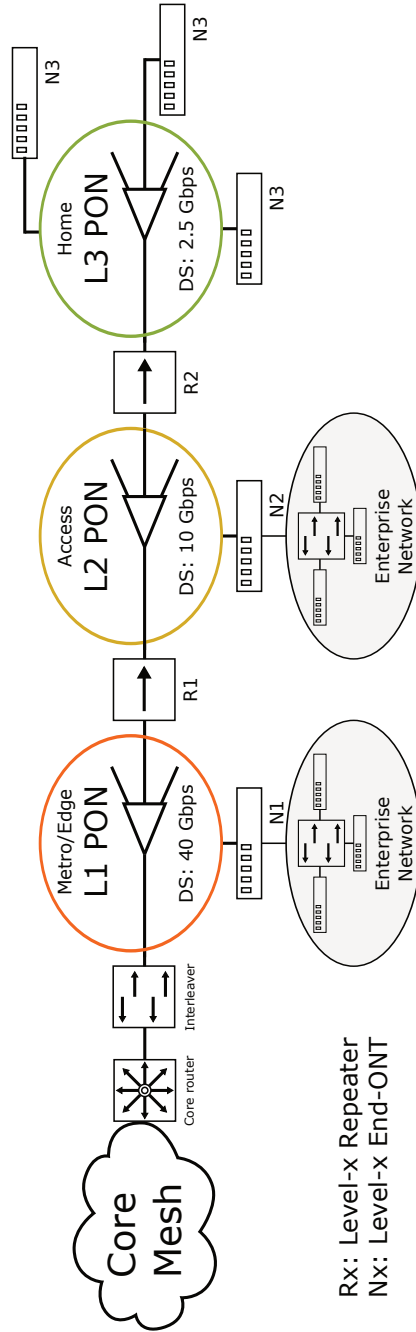 Core
Mesh
Core router
Interleaver
Metro/Edge
L1 PON
DS: 40 Gbps
N1
Enterprise
Network
R1
Access
L2 PON
DS: 10 Gbps
N2
Enterprise
Network
R2
Home
L3 PON
DS: 2.5 Gbps
N3
N3
N3
Rx: Level-x Repeater
Nx: Level-x End-ONT